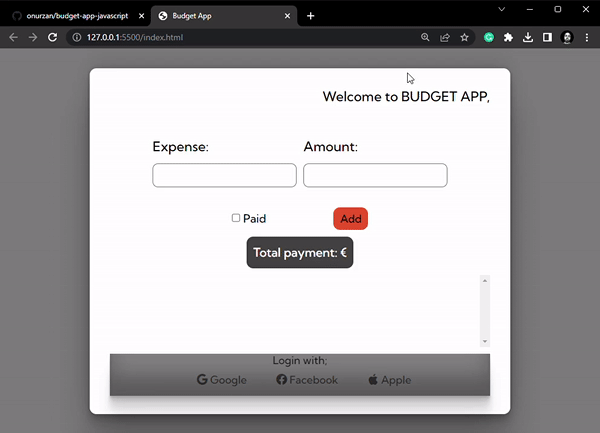 onurzan/budget-app-javascript
Budget App
127.0.0.1:5500/index.html
Welcome to BUDGET APP,
Expense: Amount:
Paid Add
Total payment: €
Login with;
Google Facebook Apple